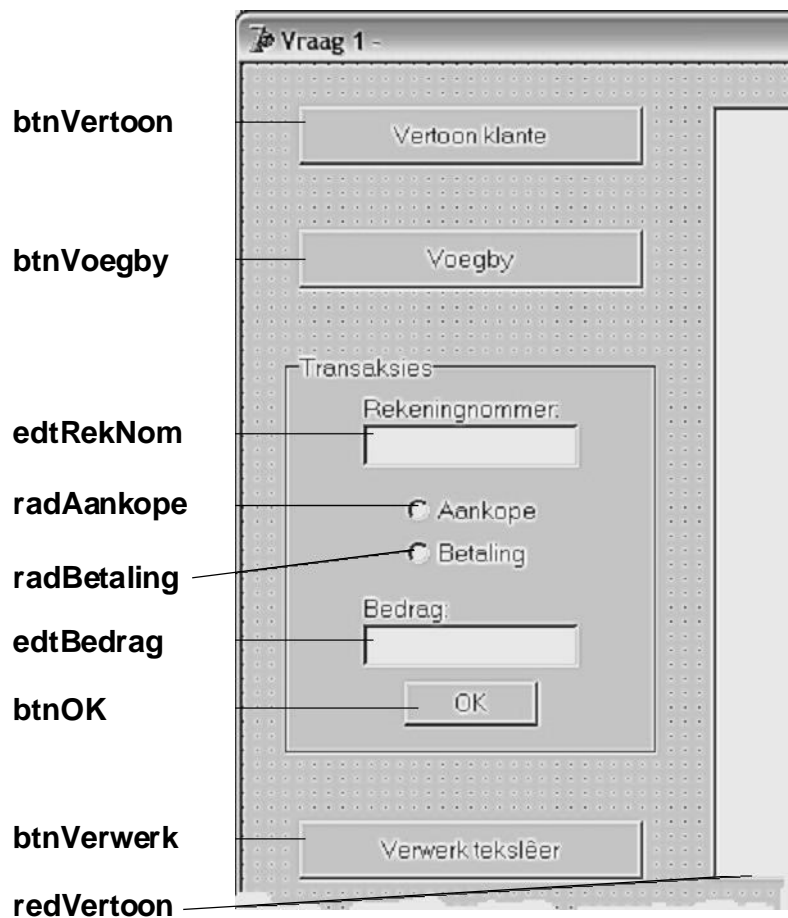 Vraag 1 -
btnVertoon
Vertoon klante
btnVoegby
Voegby
Transaksies
Rekeningnommer:
edtRekNom
radAankope
Aankope
radBetaling
Betaling
Bedrag:
edtBedrag
btnOK
OK
btnVerwerk
Verwerk tekslêer
redVertoon